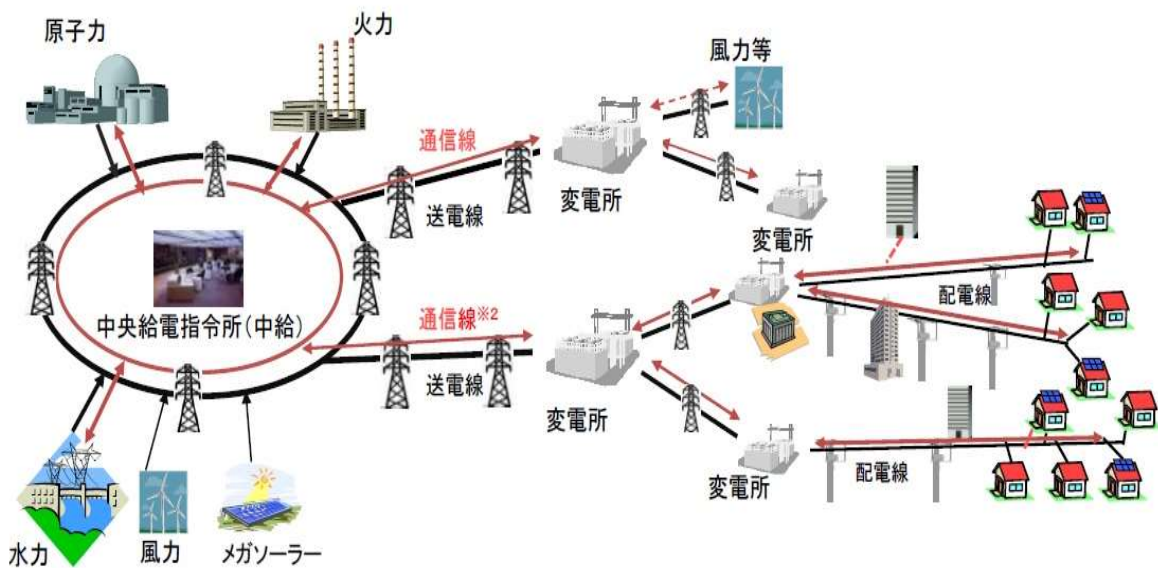 原子力
火力
風力等
通信線
変電所
送電線
変電所
配電線
中央給電指令所(中給)
通信線※2
送電線
変電所
変電所
配電線
水力
風力
メガソーラー